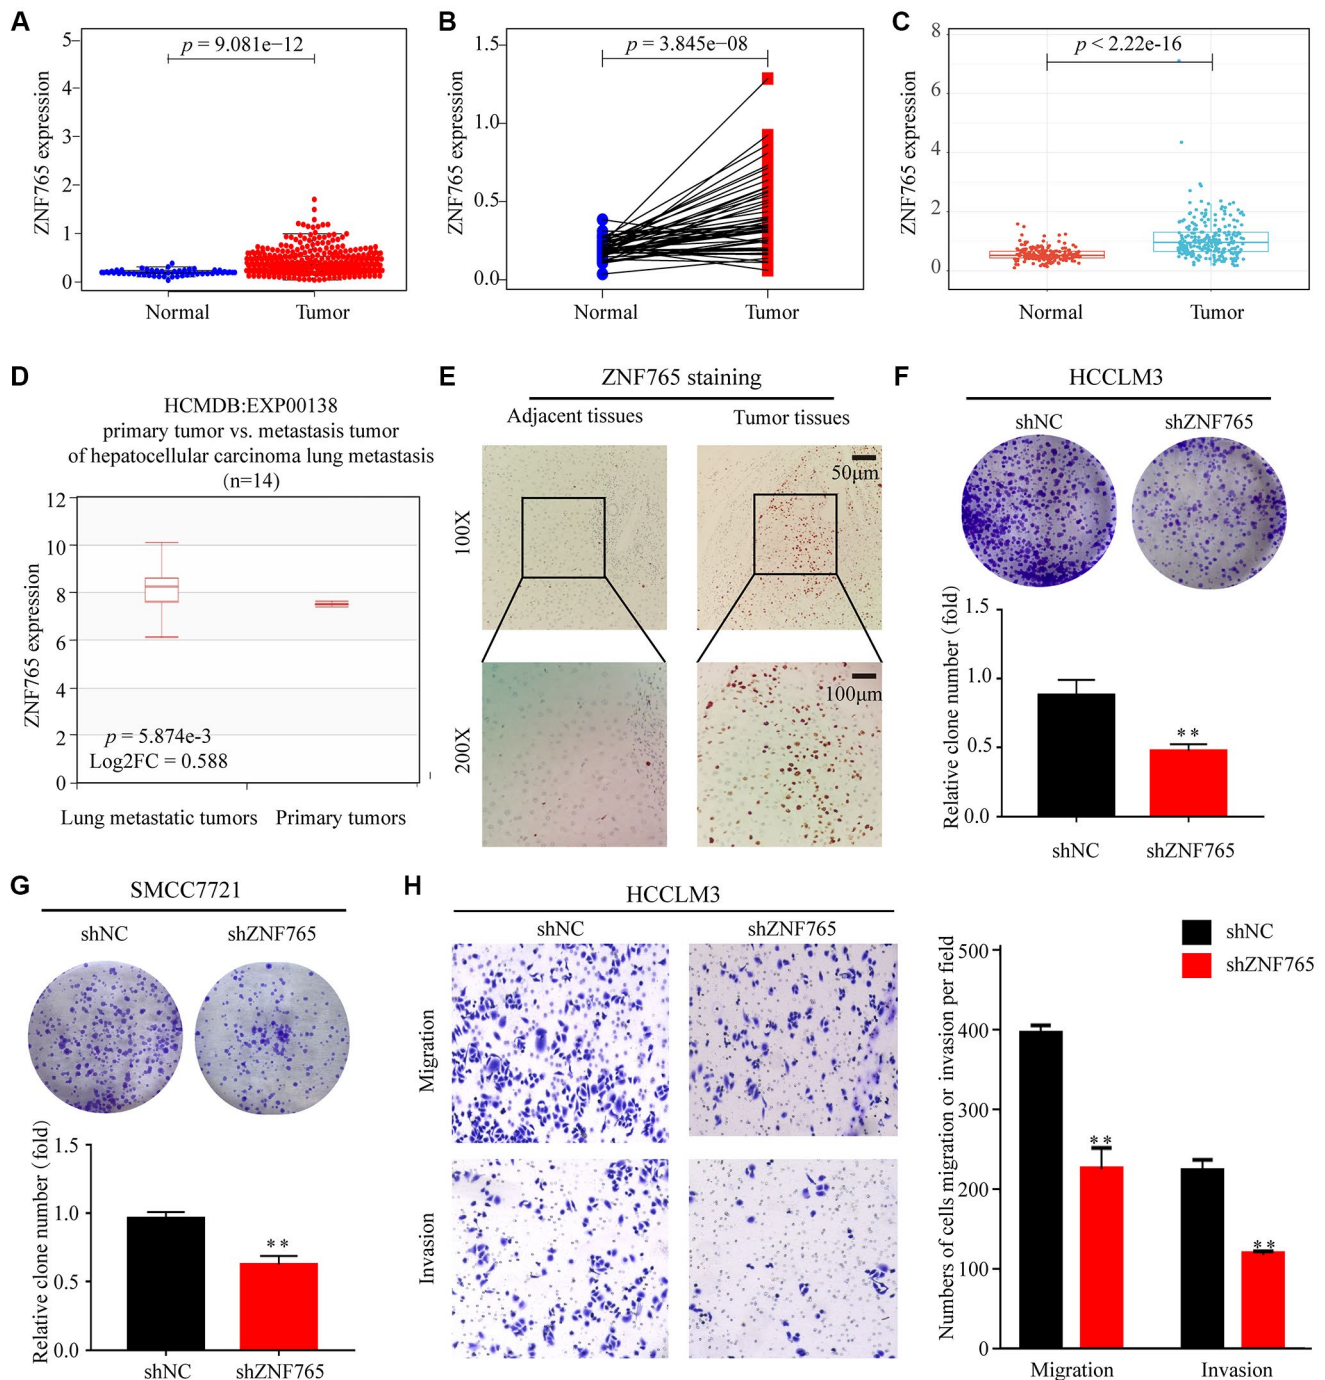 A
5
4
3
2
1
0
ZNF765 expression
p = 9.081e−12
Normal
Tumor
B
1.5
1.0
0.5
0.0
ZNF765 expression
p = 3.845e−08
Normal
Tumor
C
8
6
4
2
0
ZNF765 expression
p < 2.22e-16
Normal
Tumor
D
HCMDB:EXP00138
primary tumor vs. metastasis tumor
of hepatocellular carcinoma lung metastasis
(n=14)
12
10
8
6
4
2
0
ZNF765 expression
p = 5.874e-3
Log2FC = 0.588
Lung metastatic tumors
Primary tumors
E
ZNF765 staining
Adjacent tissues
Tumor tissues
100X
50μm
200X
100μm
F
HCCLM3
shNC
shZNF765
Relative clone number (fold)
1.5
1.0
0.5
0.0
**
shNC
shZNF765
G
SMCC7721
shNC
shZNF765
Relative clone number (fold)
1.5
1.0
0.5
0.0
**
shNC
shZNF765
H
HCCLM3
shNC
shZNF765
Migration
Invasion
Numbers of cells migration or invasion per field
500
400
300
200
100
0
shNC
shZNF765
**
**
Migration
Invasion